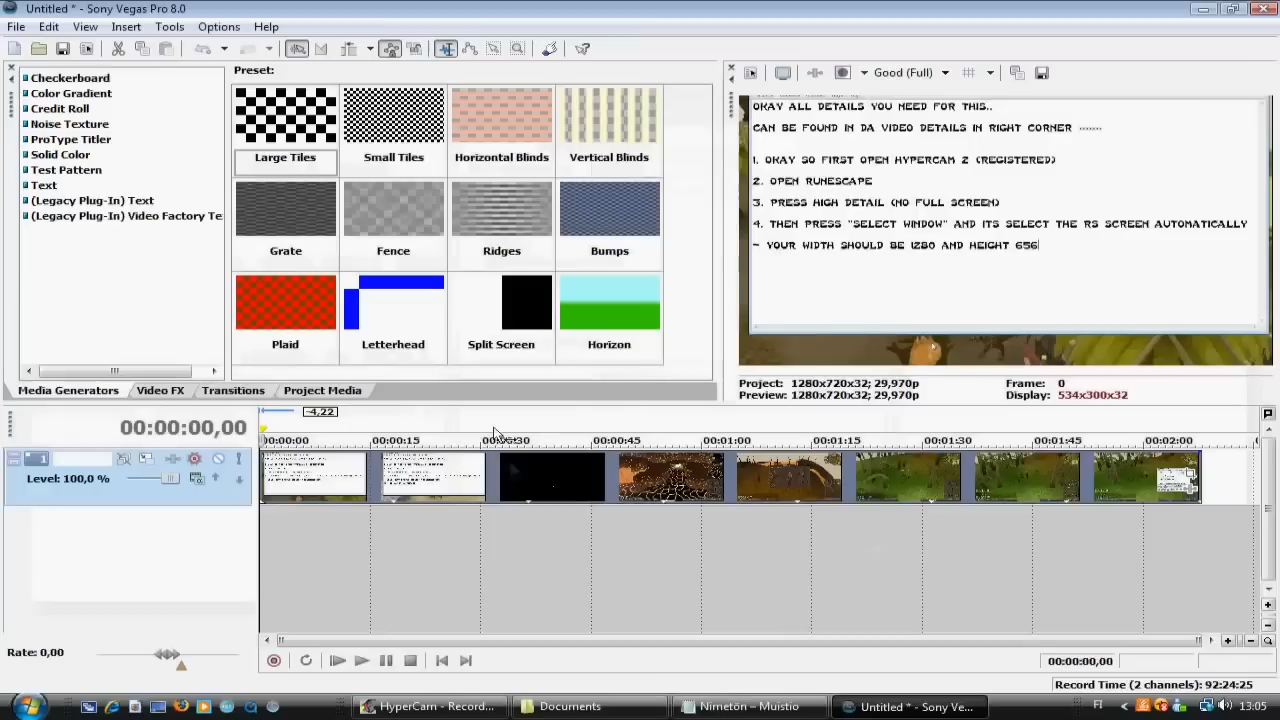 Untitled * - Sony Vegas Pro 8.0
File Edit View Insert Tools Options Help
Checkerboard
Color Gradient
Credit Roll
Noise Texture
ProType Titler
Solid Color
Test Pattern
Text
(Legacy Plug-In) Text
(Legacy Plug-In) Video Factory Te
Preset:
Large Tiles Small Tiles Horizontal Blinds Vertical Blinds
Grate Fence Ridges Bumps
Plaid Letterhead Split Screen Horizon
Media Generators Video FX Transitions Project Media
Good (Full)
OKAY ALL DETAILS YOU NEED FOR THIS..
CAN BE FOUND IN DA VIDEO DETAILS IN RIGHT CORNER -------
1. OKAY SO FIRST OPEN HYPERCAM 2 (REGISTERED)
2. OPEN RUNESCAPE
3. PRESS HIGH DETAIL (NO FULL SCREEN)
4. THEN PRESS "SELECT WINDOW" AND ITS SELECT THE RS SCREEN AUTOMATICALLY
- YOUR WIDTH SHOULD BE 1280 AND HEIGHT 656
Project: 1280x720x32; 29,970p Frame: 0
Preview: 1280x720x32; 29,970p Display: 534x300x32
00:00:00,00
-4,22
00:00:15 00:00:45 00:01:00 00:01:15 00:01:30 00:01:45 00:02:00
1
Level: 100,0 %
Rate: 0,00
00:00:00,00
Record Time (2 channels): 92:24:25
HyperCam - Record...
Documents
Nimetön – Muistio
Untitled * - Sony Ve...
FI
13:05